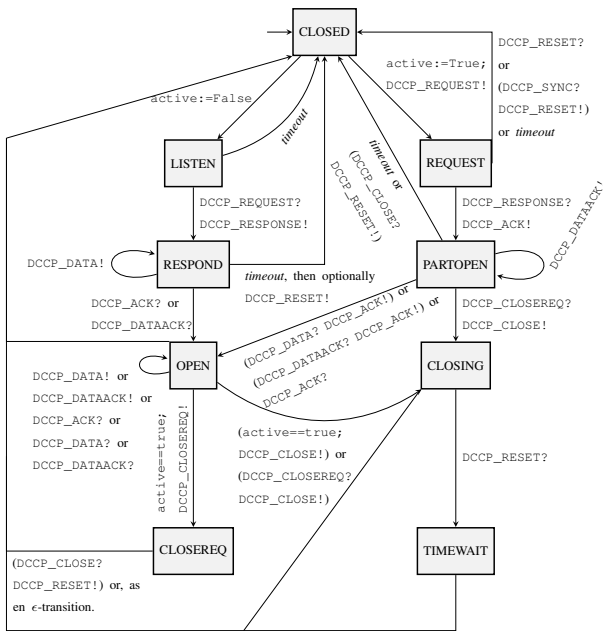 CLOSED
active:=True;
DCCP_REQUEST!
DCCP_RESET?
or
(DCCP_SYNC?
DCCP_RESET!)
or timeout
active:=False
timeout
LISTEN
REQUEST
timeout or
(DCCP_CLOSE?
DCCP_RESET!)
DCCP_REQUEST?
DCCP_RESPONSE!
DCCP_RESPONSE?
DCCP_ACK!
DCCP_DATAACK!
DCCP_DATA!
RESPOND
PARTOPEN
timeout, then optionally
DCCP_RESET!
DCCP_ACK? or
DCCP_DATAACK?
(DCCP_DATA? DCCP_ACK!) or
(DCCP_DATAACK? DCCP_ACK!) or
DCCP_ACK?
DCCP_CLOSEREQ?
DCCP_CLOSE!
OPEN
CLOSING
DCCP_DATA! or
DCCP_DATAACK! or
DCCP_ACK? or
DCCP_DATA? or
DCCP_DATAACK?
active==true;
DCCP_CLOSEREQ!
(active==true;
DCCP_CLOSE!) or
(DCCP_CLOSEREQ?
DCCP_CLOSE!)
DCCP_RESET?
CLOSEREQ
TIMEWAIT
(DCCP_CLOSE?
DCCP_RESET!) or, as
en ϵ-transition.